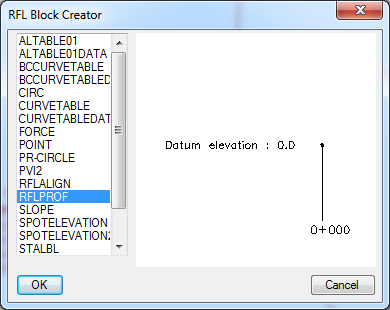 RFL Block Creator
ALTABLE01
ALTABLE01DATA
BCCURVETABLE
BCCURVETABLED
CIRC
CURVETABLE
CURVETABLEDAT
FORCE
POINT
PR-CIRCLE
PVI2
RFLALIGN
RFLPROF
SLOPE
SPOTELEVATION
SPOTELEVATION2
STALBL
Datum elevation : 0.0
0+000
OK
Cancel